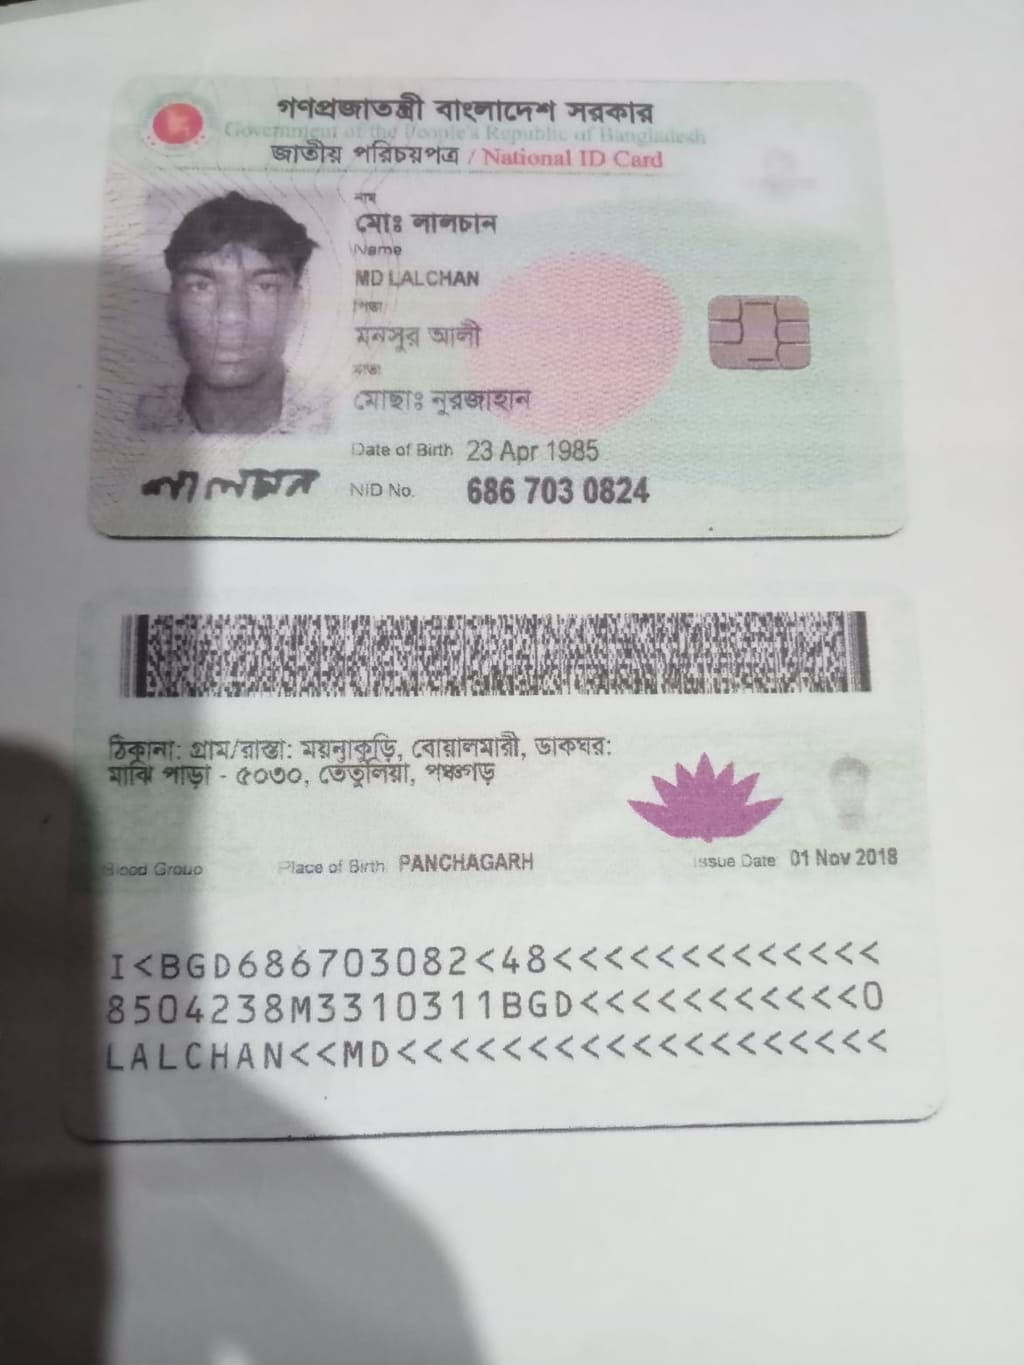 গণপ্রজাতন্ত্রী বাংলাদেশ সরকার
Government of the People's Republic of Bangladesh
জাতীয় পরিচয়পত্র / National ID Card
নাম
মোঃ লালচান
Name
MD LALCHAN
পিতা
মনসুর আলী
মাতা
মোছাঃ নুরজাহান
Date of Birth 23 Apr 1985
NID No. 686 703 0824
ঠিকানা: গ্রাম/রাস্তা: ময়নাকুড়ি, বোয়ালমারী, ডাকঘর:
মাঝি পাড়া - ৫০৩০, তেতুলিয়া, পঞ্চগড়
Blood Group Place of Birth PANCHAGARH Issue Date 01 Nov 2018
I<BGD686703082<48<<<<<<<<<<<<<
8504238M3310311BGD<<<<<<<<<<<0
LALCHAN<<MD<<<<<<<<<<<<<<<<<<<